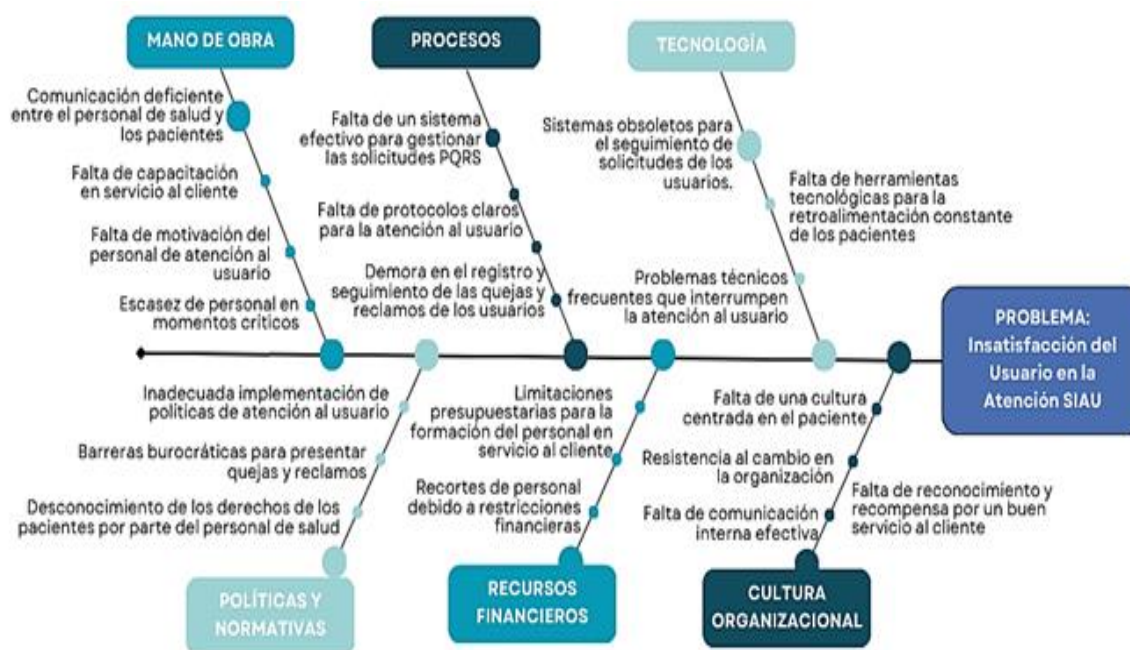 MANO DE OBRA
Comunicación deficiente
entre el personal de salud y
los pacientes
Falta de capacitación
en servicio al cliente
Falta de motivación del
personal de atención al
usuario
Escasez de personal en
momentos críticos
PROCESOS
Falta de un sistema
efectivo para gestionar
las solicitudes PQRS
Falta de protocolos claros
para la atención al usuario
Demora en el registro y
seguimiento de las quejas y
reclamos de los usuarios
TECNOLOGÍA
Sistemas obsoletos para
el seguimiento de
solicitudes de los
usuarios.
Falta de herramientas
tecnológicas para la
retroalimentación constante
de los pacientes
Problemas técnicos
frecuentes que interrumpen
la atención al usuario
PROBLEMA:
Insatisfacción del
Usuario en la
Atención SIAU
Inadecuada implementación de
políticas de atención al usuario
Barreras burocráticas para presentar
quejas y reclamos
Desconocimiento de los derechos de los
pacientes por parte del personal de salud
POLÍTICAS Y
NORMATIVAS
Limitaciones
presupuestarias para la
formación del personal en
servicio al cliente
Recortes de personal
debido a restricciones
financieras
RECURSOS
FINANCIEROS
Falta de una cultura
centrada en el paciente
Resistencia al cambio en
la organización
Falta de comunicación
interna efectiva
Falta de reconocimiento y
recompensa por un buen
servicio al cliente
CULTURA
ORGANIZACIONAL